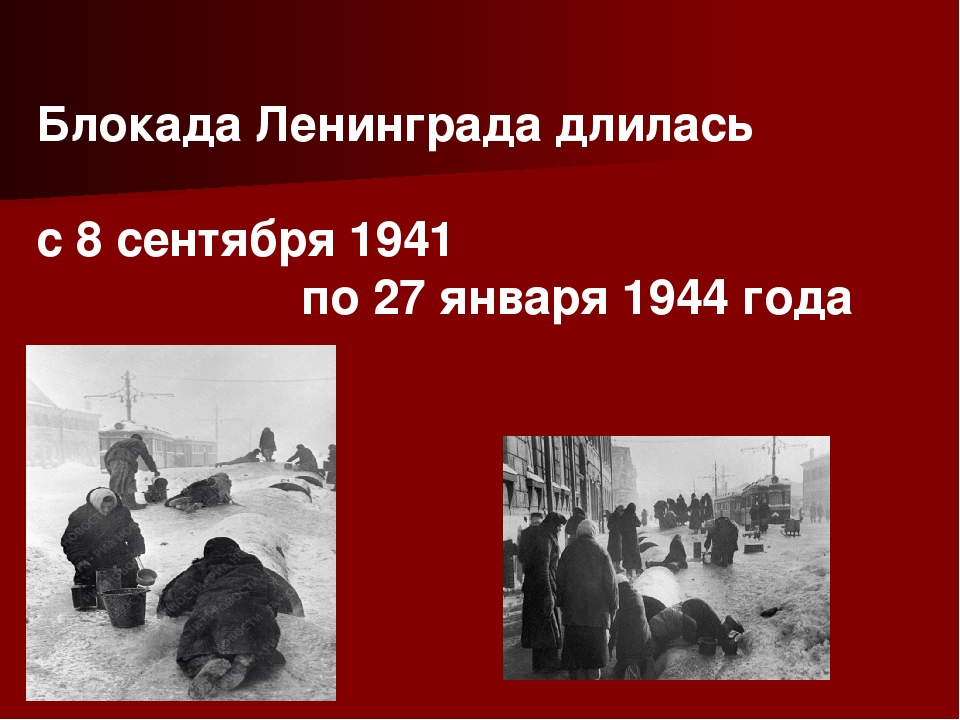 Блокада Ленинграда длилась
с 8 сентября 1941
по 27 января 1944 года